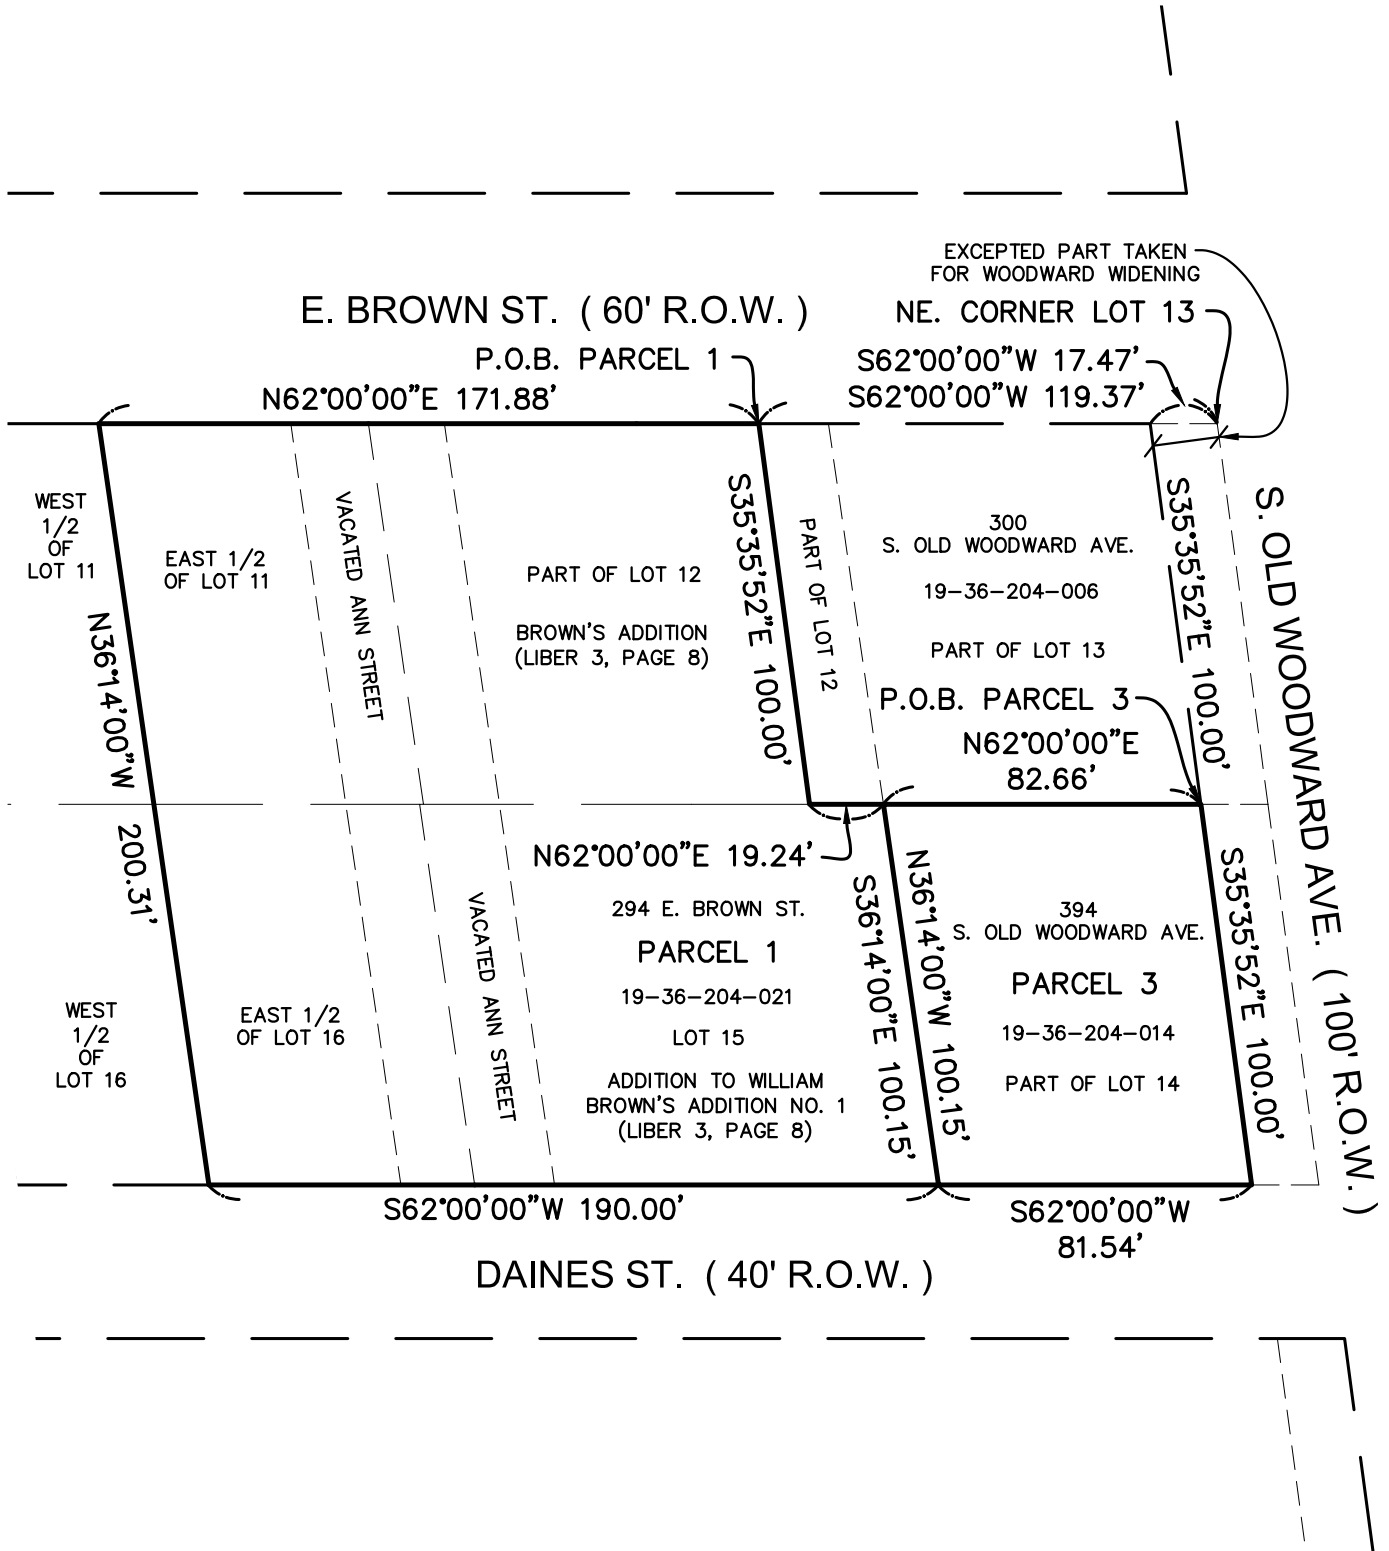 EXCEPTED PART TAKEN
FOR WOODWARD WIDENING
E. BROWN ST. ( 60' R.O.W. )
NE. CORNER LOT 13
P.O.B. PARCEL 1
S62°00'00"W 17.47'
N62°00'00"E 171.88'
S62°00'00"W 119.37'
WEST
1/2
OF
LOT 11
EAST 1/2
OF LOT 11
VACATED ANN STREET
PART OF LOT 12
BROWN'S ADDITION
(LIBER 3, PAGE 8)
S35°35'52"E 100.00'
PART OF LOT 12
300
S. OLD WOODWARD AVE.
19-36-204-006
PART OF LOT 13
S35°35'52"E 100.00'
S. OLD WOODWARD AVE. ( 100' R.O.W. )
P.O.B. PARCEL 3
N62°00'00"E
82.66'
N36°14'00"W 200.31'
N62°00'00"E 19.24'
WEST
1/2
OF
LOT 16
EAST 1/2
OF LOT 16
VACATED ANN STREET
294 E. BROWN ST.
PARCEL 1
19-36-204-021
LOT 15
ADDITION TO WILLIAM
BROWN'S ADDITION NO. 1
(LIBER 3, PAGE 8)
S36°14'00"E 100.15'
N36°14'00"W 100.15'
394
S. OLD WOODWARD AVE.
PARCEL 3
19-36-204-014
PART OF LOT 14
S35°35'52"E 100.00'
S62°00'00"W 190.00'
S62°00'00"W
81.54'
DAINES ST. ( 40' R.O.W. )